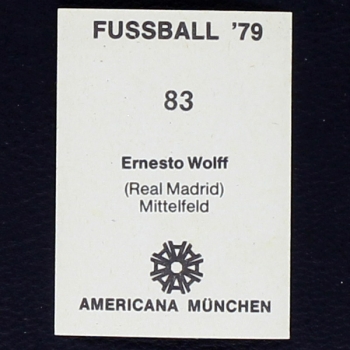 FUSSBALL '79
83
Ernesto Wolff
(Real Madrid)
Mittelfeld
AMERICANA MÜNCHEN